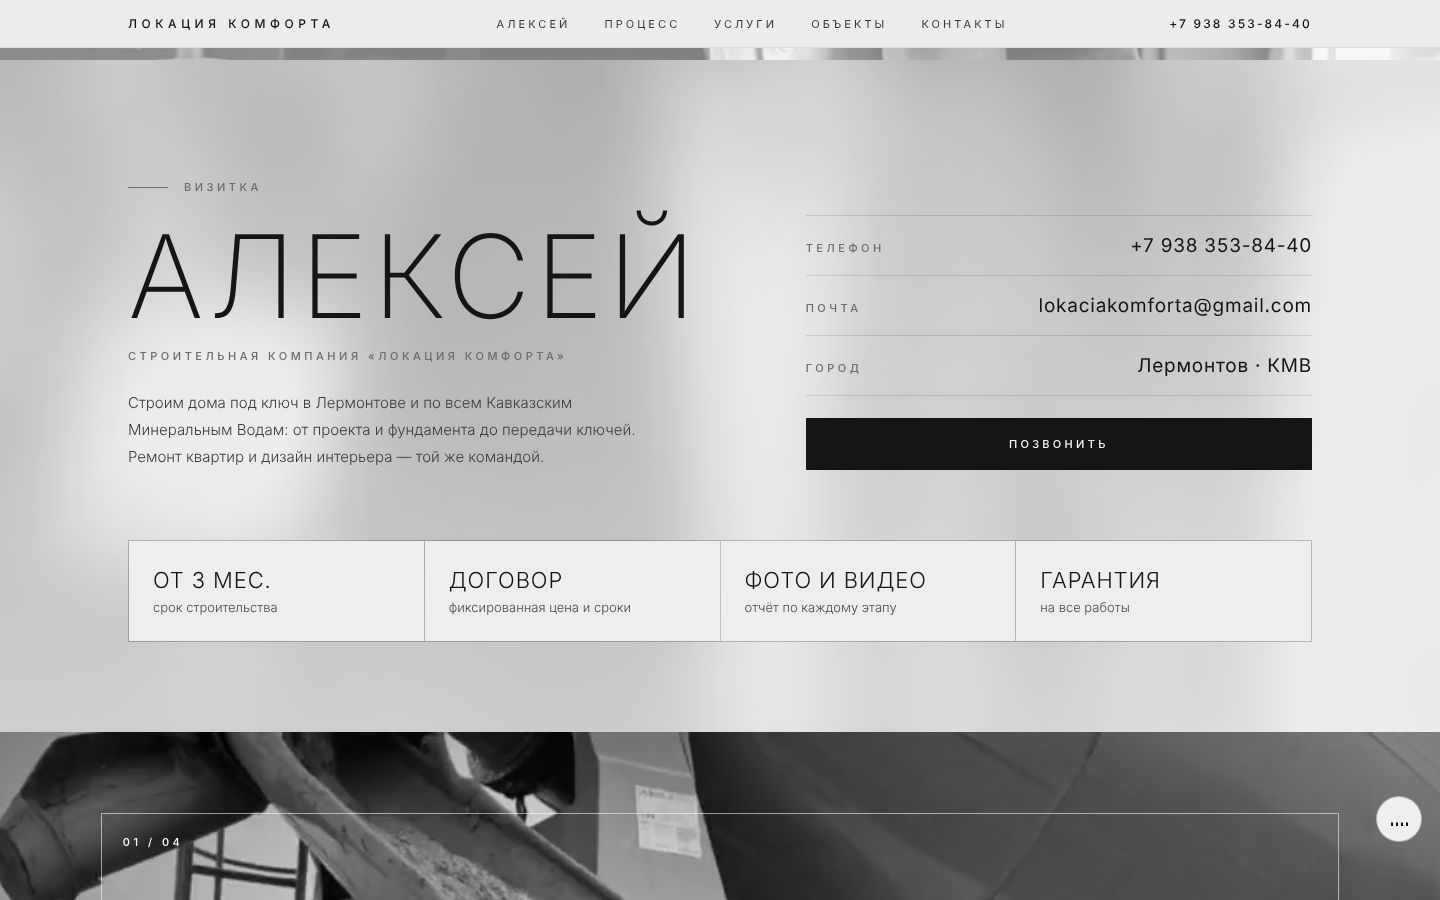 ЛОКАЦИЯ КОМФОРТА
АЛЕКСЕЙ ПРОЦЕСС УСЛУГИ ОБЪЕКТЫ КОНТАКТЫ
+7 938 353-84-40
ВИЗИТКА
АЛЕКСЕЙ
СТРОИТЕЛЬНАЯ КОМПАНИЯ «ЛОКАЦИЯ КОМФОРТА»
Строим дома под ключ в Лермонтове и по всем Кавказским
Минеральным Водам: от проекта и фундамента до передачи ключей.
Ремонт квартир и дизайн интерьера — той же командой.
ТЕЛЕФОН +7 938 353-84-40
ПОЧТА lokaciakomforta@gmail.com
ГОРОД Лермонтов · КМВ
ПОЗВОНИТЬ
ОТ 3 МЕС.
срок строительства
ДОГОВОР
фиксированная цена и сроки
ФОТО И ВИДЕО
отчёт по каждому этапу
ГАРАНТИЯ
на все работы
01 / 04